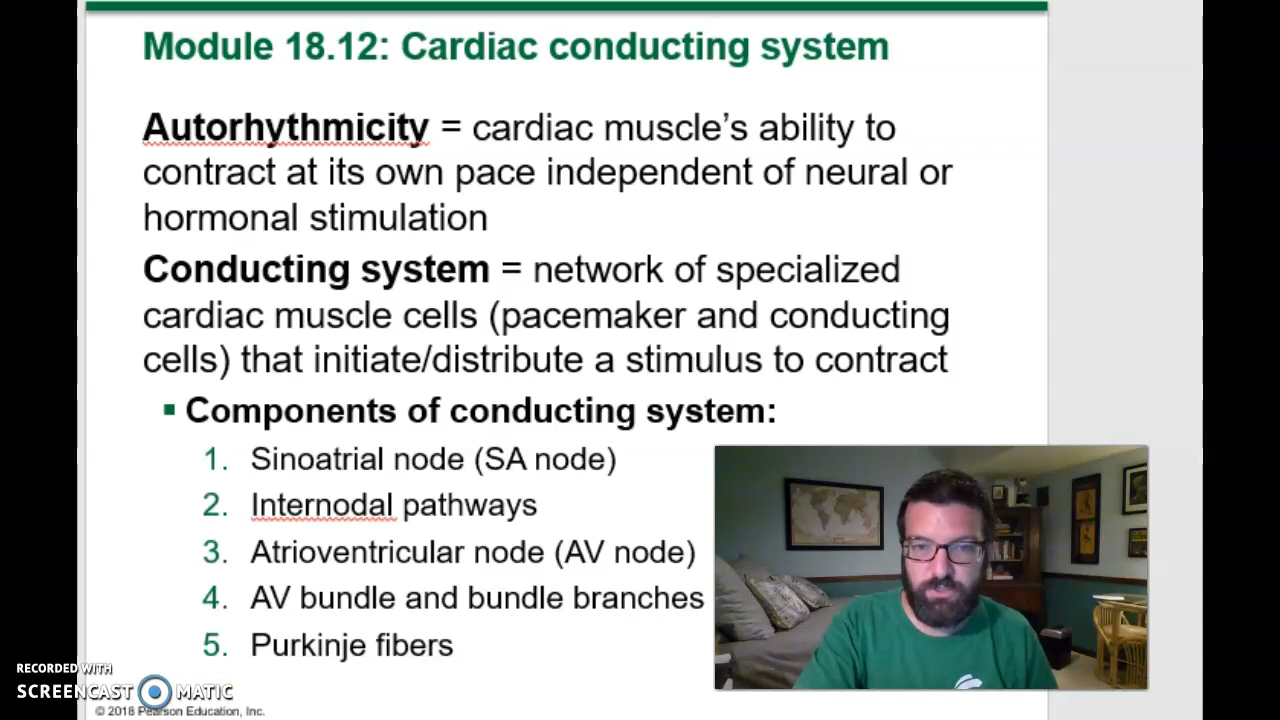 Module 18.12: Cardiac conducting system
Autorhythmicity = cardiac muscle’s ability to
contract at its own pace independent of neural or
hormonal stimulation
Conducting system = network of specialized
cardiac muscle cells (pacemaker and conducting
cells) that initiate/distribute a stimulus to contract
▪ Components of conducting system:
1. Sinoatrial node (SA node)
2. Internodal pathways
3. Atrioventricular node (AV node)
4. AV bundle and bundle branches
5. Purkinje fibers
RECORDED WITH
SCREENCAST MATIC
© 2018 Pearson Education, Inc.